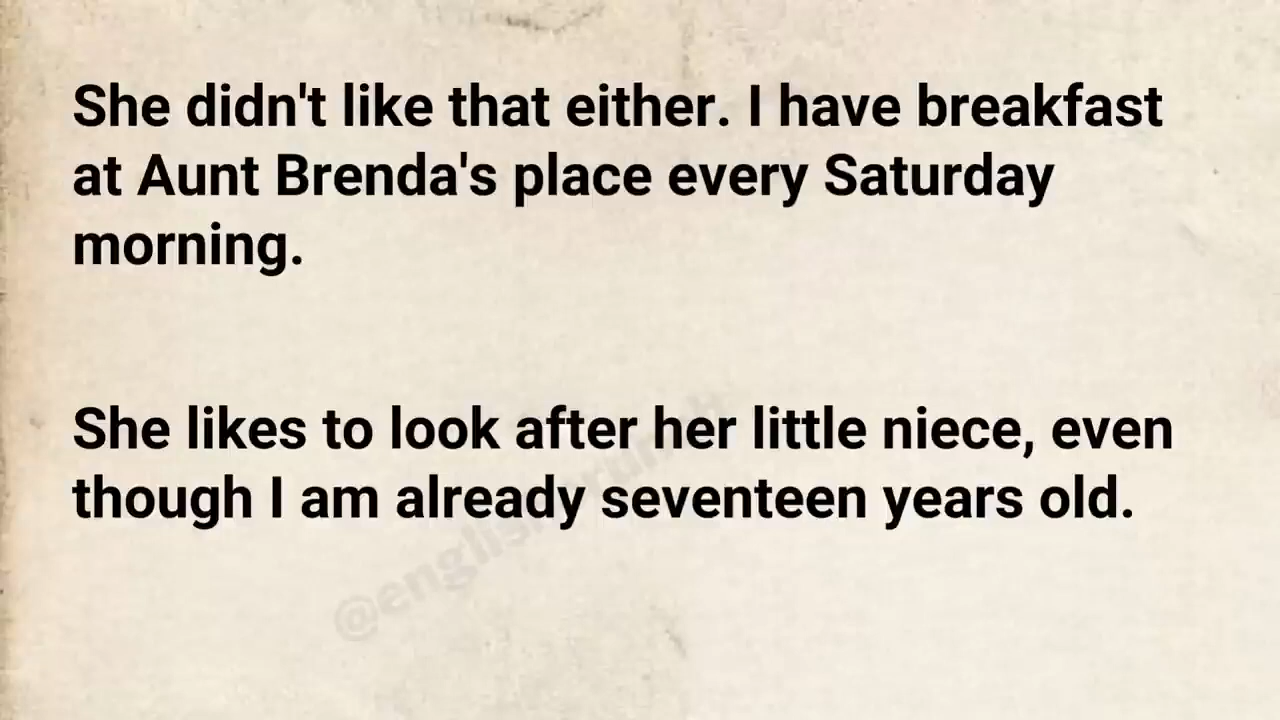 She didn't like that either. I have breakfast
at Aunt Brenda's place every Saturday
morning.
She likes to look after her little niece, even
though I am already seventeen years old.